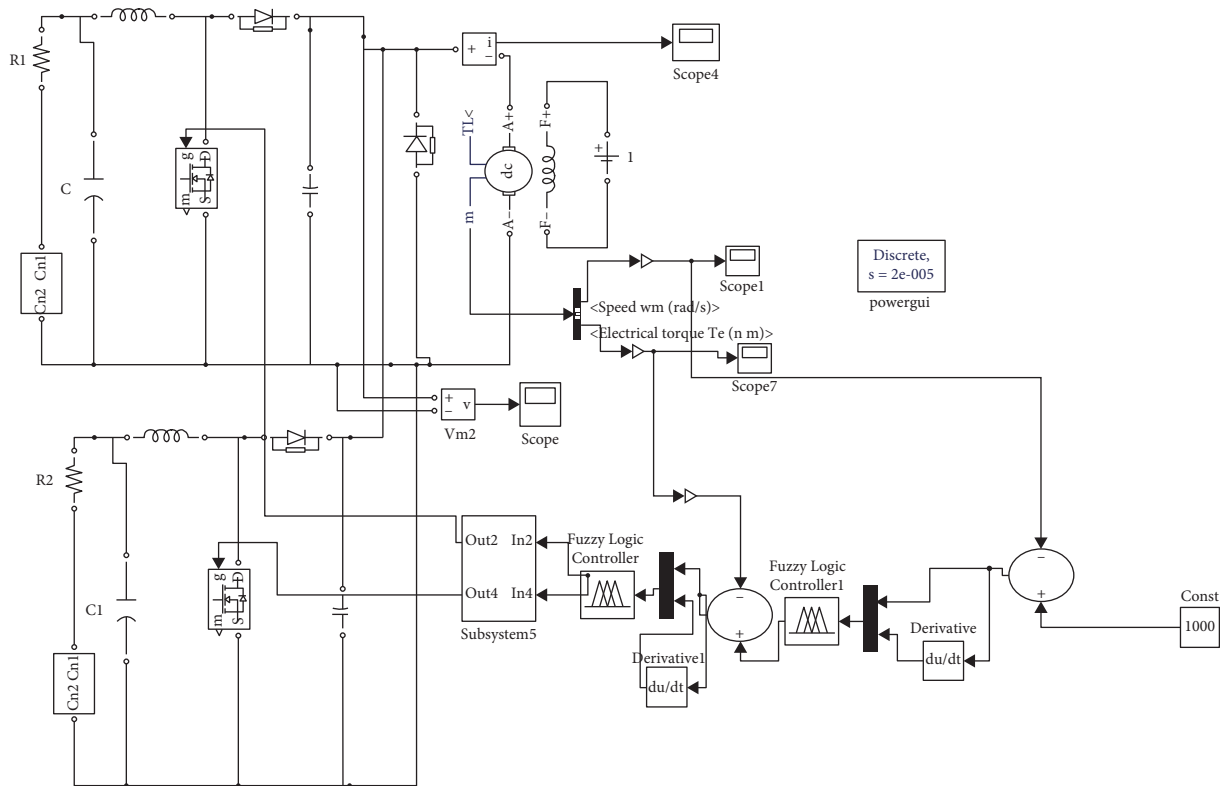 R1
C
Cn2 Cn1
g
D
m
S
+
i
−
Scope4
TL<
A+
F+
dc
+
1
m
A−
F−
Scope1
<Speed wm (rad/s)>
<Electrical torque Te (n m)>
Scope7
Discrete,
s = 2e-005
powergui
+
−
v
Vm2
Scope
R2
C1
Cn2 Cn1
g
D
m
S
Out2 In2
Out4 In4
Subsystem5
Fuzzy Logic
Controller
Derivative1
du/dt
−
+
Fuzzy Logic
Controller1
Derivative
du/dt
−
+
Const
1000